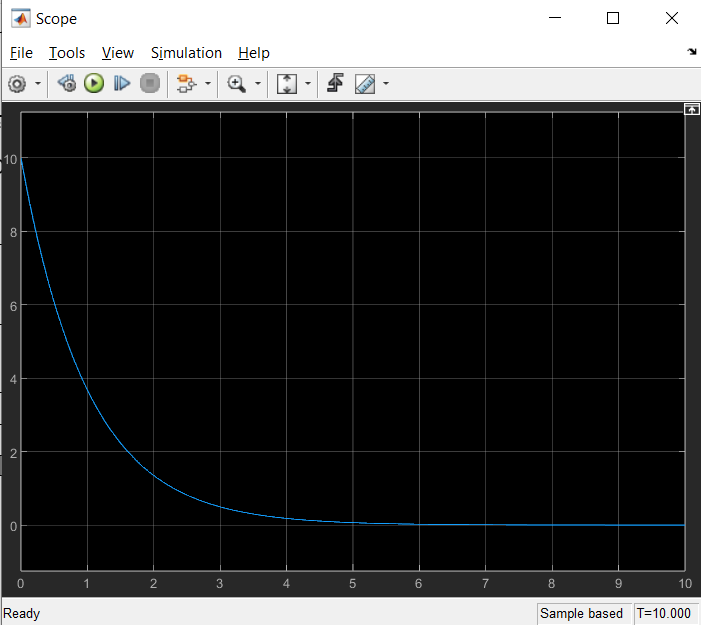 Scope
File Tools View Simulation Help
10
8
6
4
2
0
0 1 2 3 4 5 6 7 8 9 10
Ready Sample based T=10.000